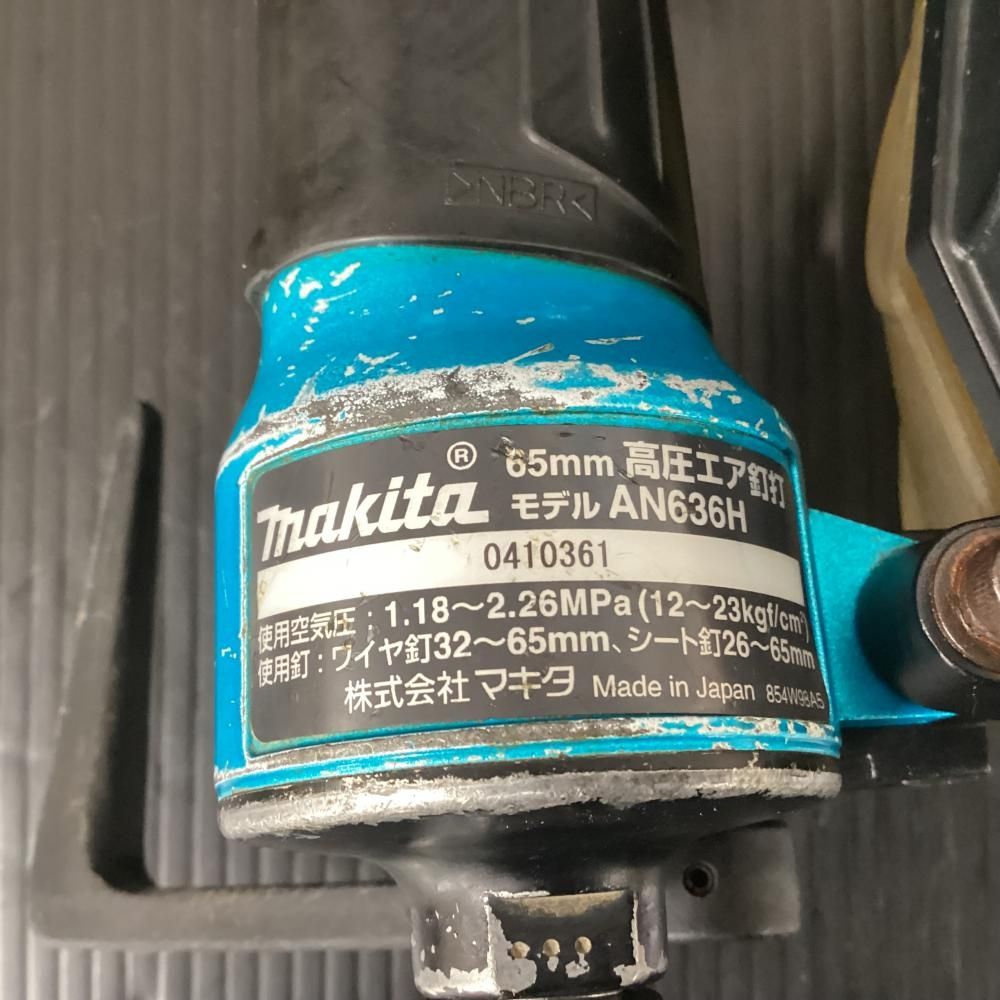 >NBR<
makita® 65mm 高圧エア釘打
モデル AN636H
0410361
使用空気圧：1.18～2.26MPa(12～23kgf/cm²)
使用釘：ワイヤ釘32～65mm、シート釘26～65mm
株式会社 マキタ Made in Japan 854W98A5